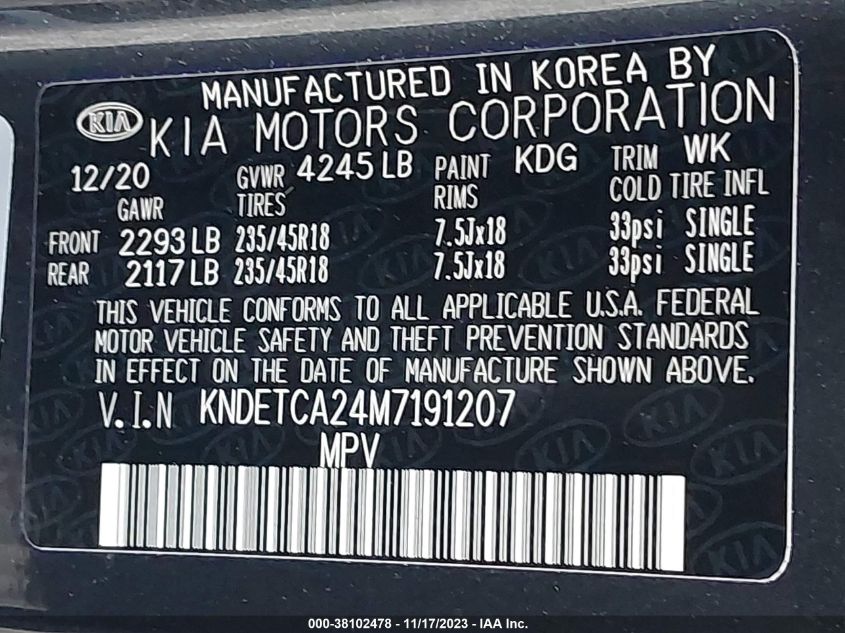 MANUFACTURED IN KOREA BY
KIA KIA MOTORS CORPORATION
12/20 GVWR 4245 LB PAINT KDG TRIM WK
GAWR TIRES RIMS COLD TIRE INFL
FRONT 2293 LB 235/45R18 7.5Jx18 33psi SINGLE
REAR 2117 LB 235/45R18 7.5Jx18 33psi SINGLE
THIS VEHICLE CONFORMS TO ALL APPLICABLE U.S.A. FEDERAL
MOTOR VEHICLE SAFETY AND THEFT PREVENTION STANDARDS
IN EFFECT ON THE DATE OF MANUFACTURE SHOWN ABOVE.
V.I.N KNDETCA24M7191207
MPV
000-38102478 - 11/17/2023 - IAA Inc.